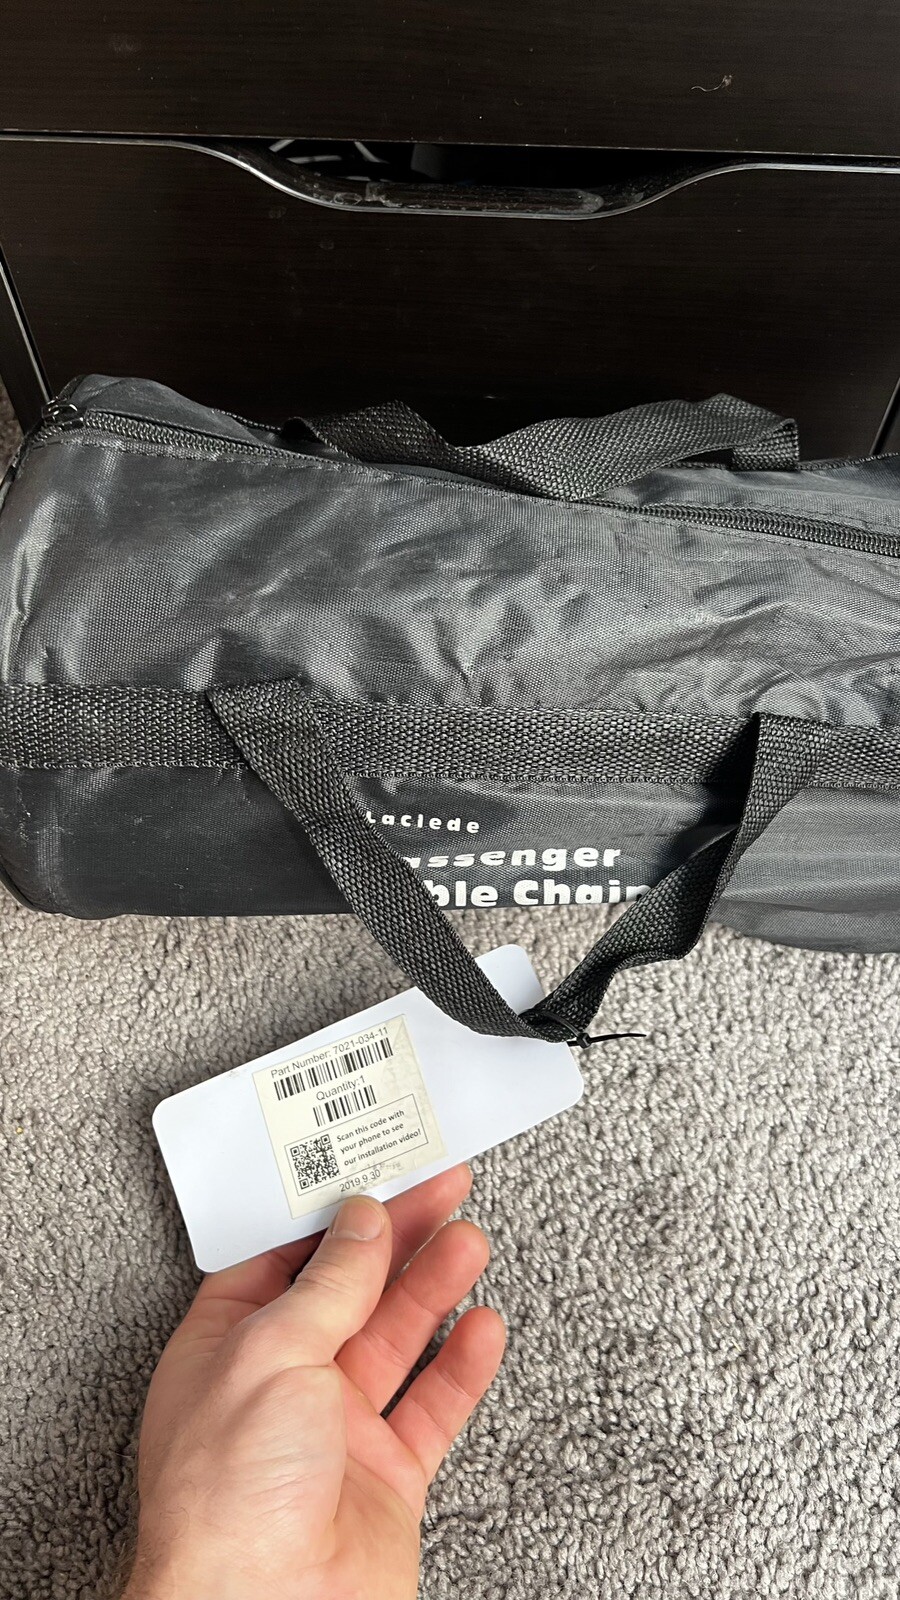 Laclede
assenger
ble Chain
Part Number: 7021-034-11
Quantity:1
Scan this code with
your phone to see
our installation video!
2019 9 30